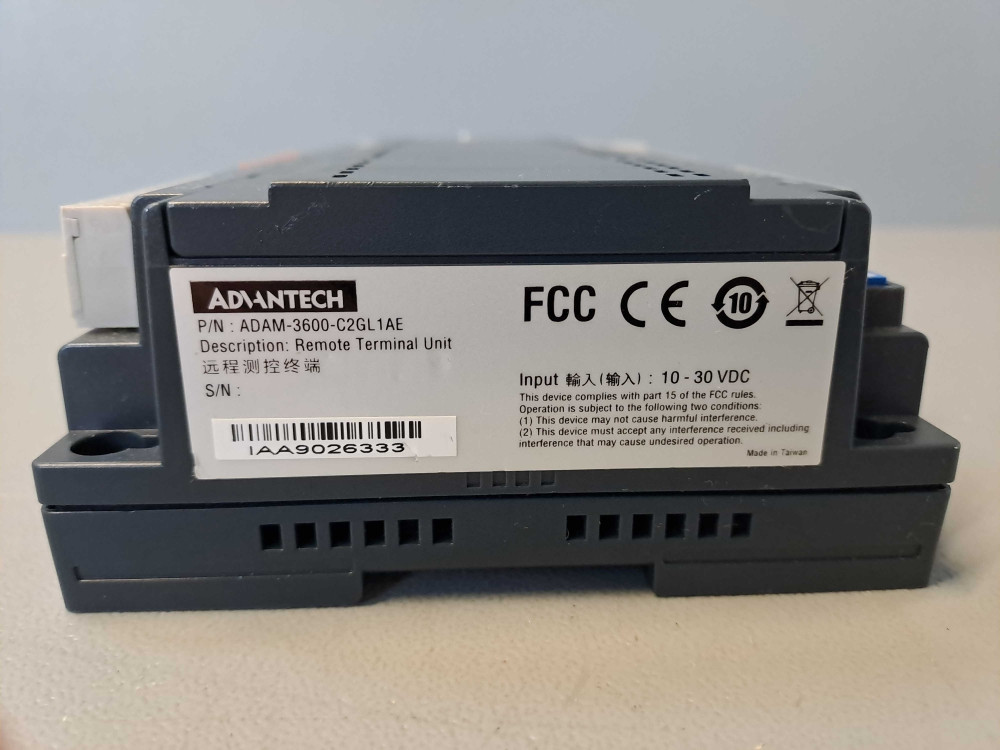 ADVANTECH
P/N : ADAM-3600-C2GL1AE
Description: Remote Terminal Unit
远程测控终端
S/N :
IAA9026333
FCC CE 10
Input 輸入(输入) : 10 - 30 VDC
This device complies with part 15 of the FCC rules.
Operation is subject to the following two conditions:
(1) This device may not cause harmful interference.
(2) This device must accept any interference received including
interference that may cause undesired operation.
Made in Taiwan